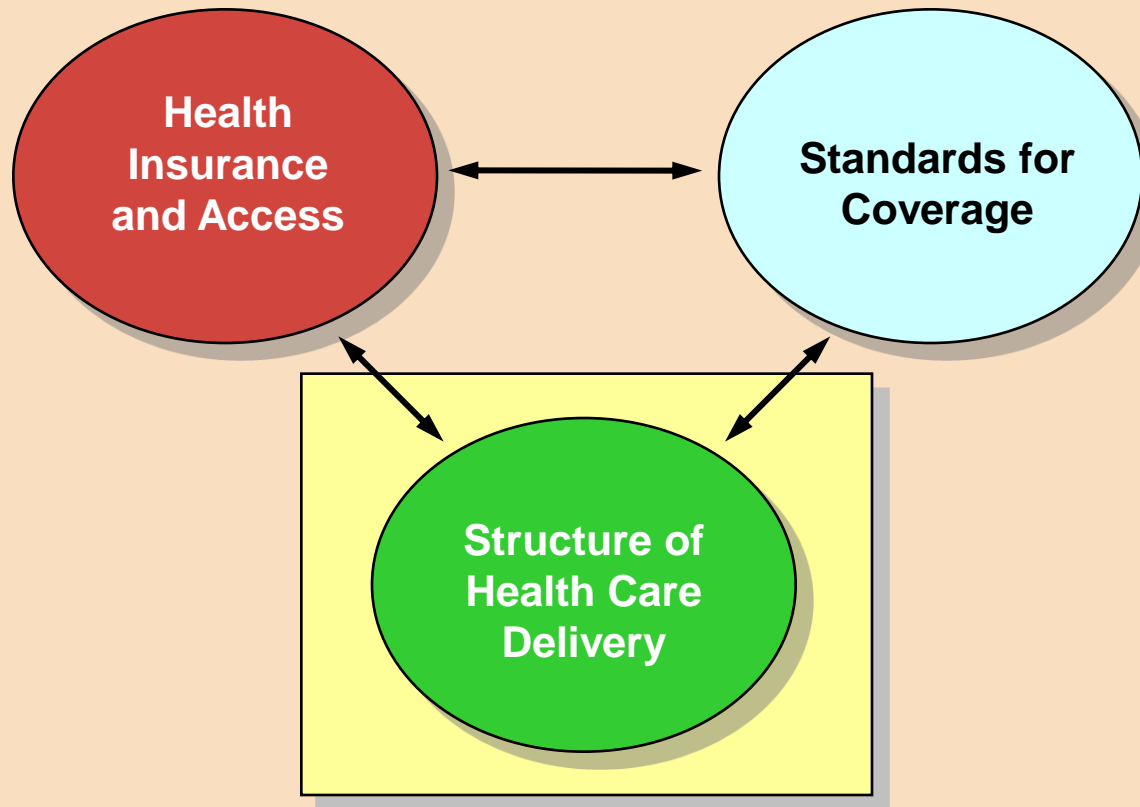 Health
Insurance
and Access
Standards for
Coverage
Structure of
Health Care
Delivery